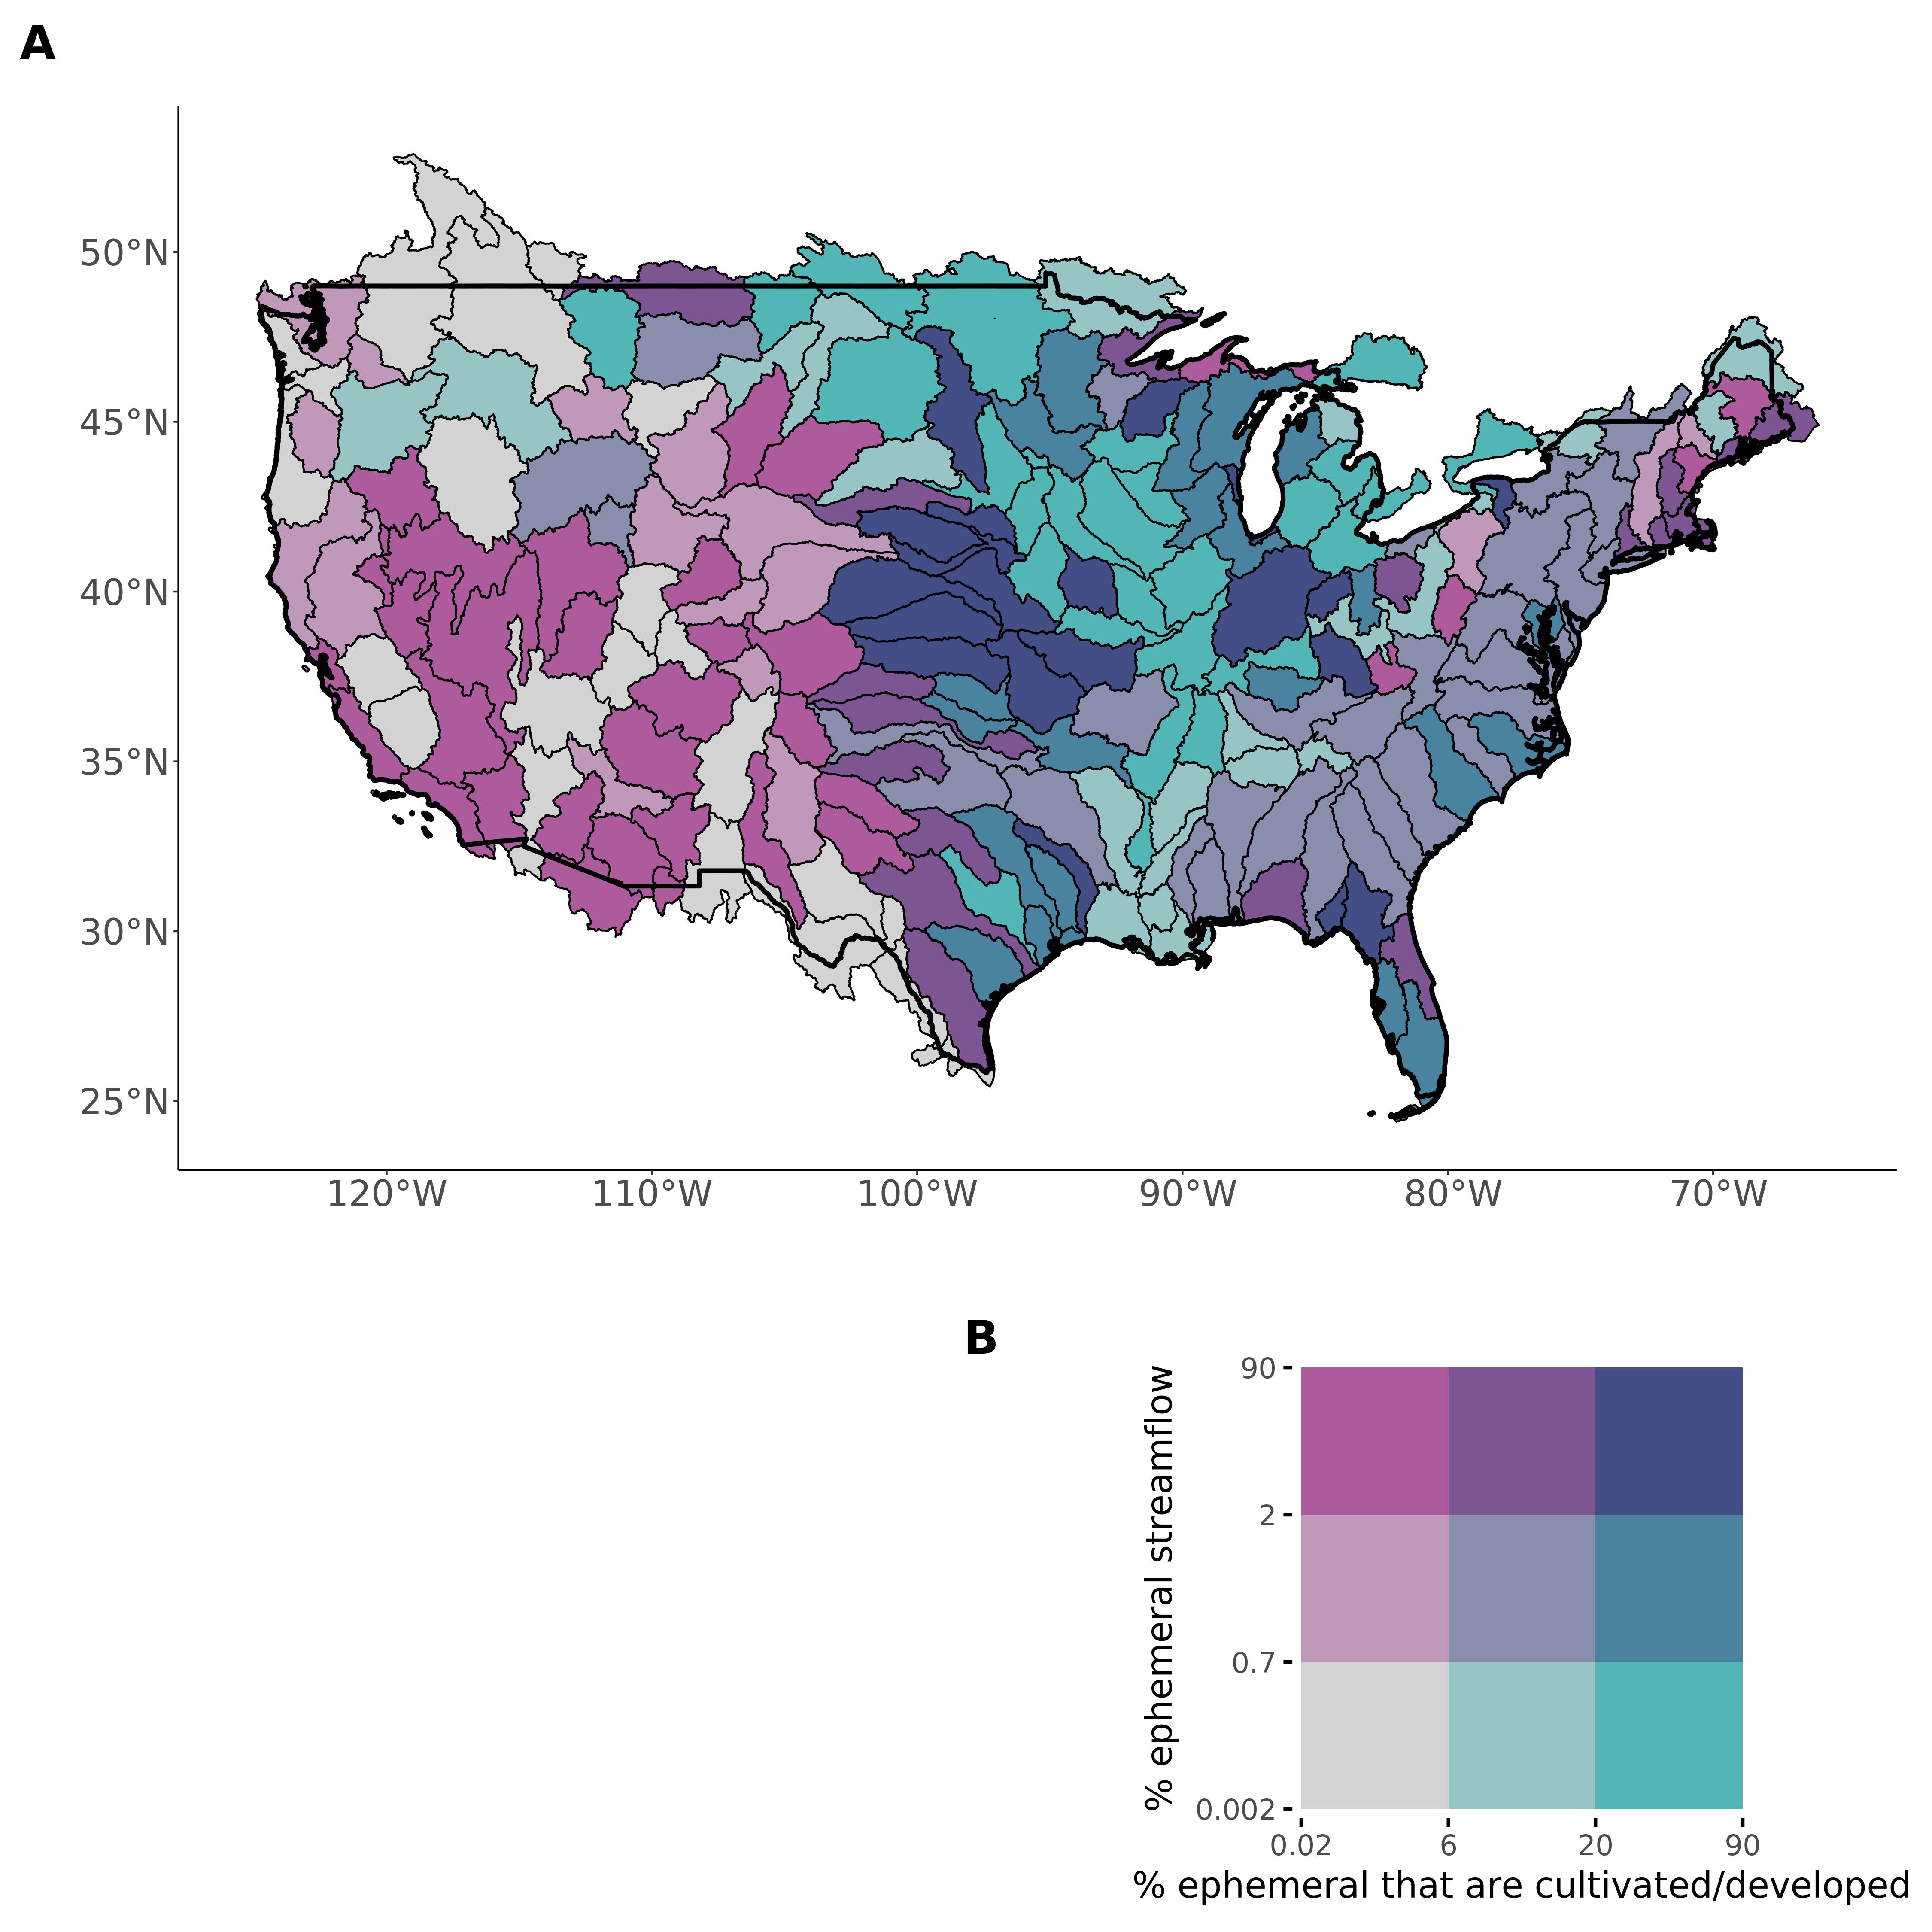 A
50°N
45°N
40°N
35°N
30°N
25°N
120°W 110°W 100°W 90°W 80°W 70°W
B
% ephemeral streamflow
90
2
0.7
0.002
0.02 6 20 90
% ephemeral that are cultivated/developed